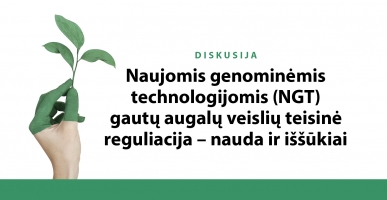 DISKUSIJA
Naujomis genominėmis
technologijomis (NGT)
gautų augalų veislių teisinė
reguliacija – nauda ir iššūkiai